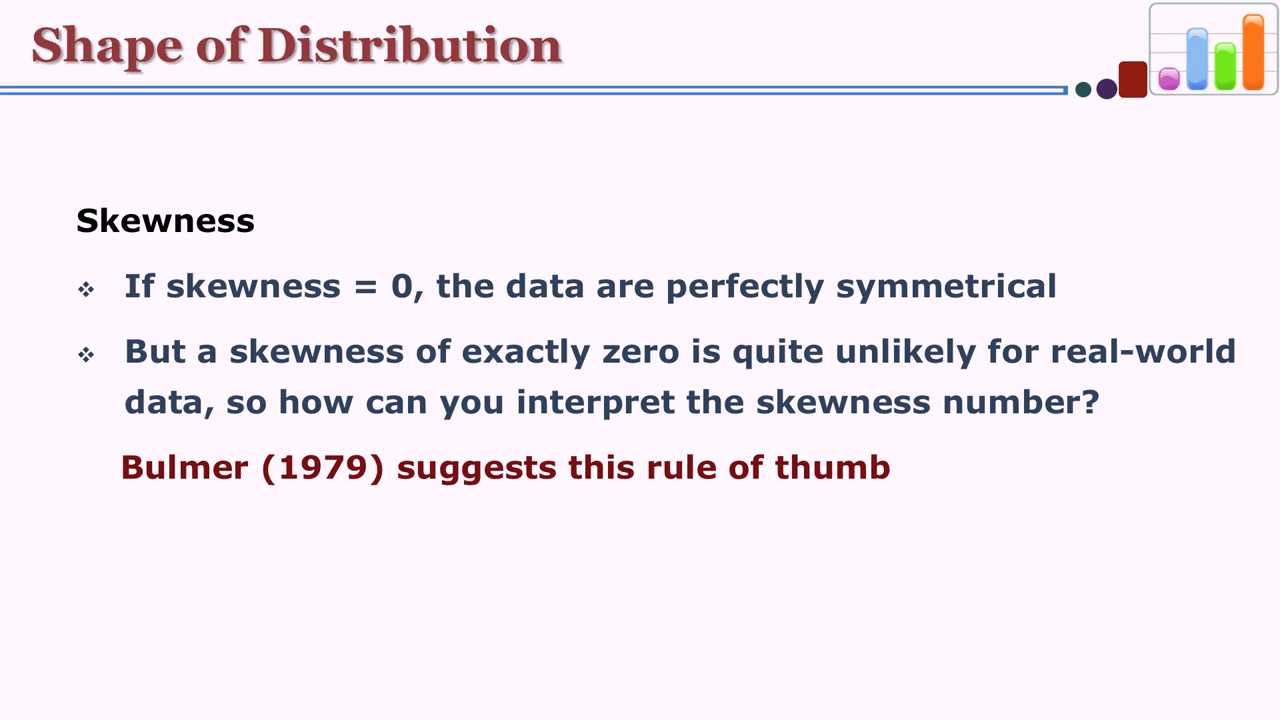 Shape of Distribution
Skewness
❖ If skewness = 0, the data are perfectly symmetrical
❖ But a skewness of exactly zero is quite unlikely for real-world
data, so how can you interpret the skewness number?
Bulmer (1979) suggests this rule of thumb